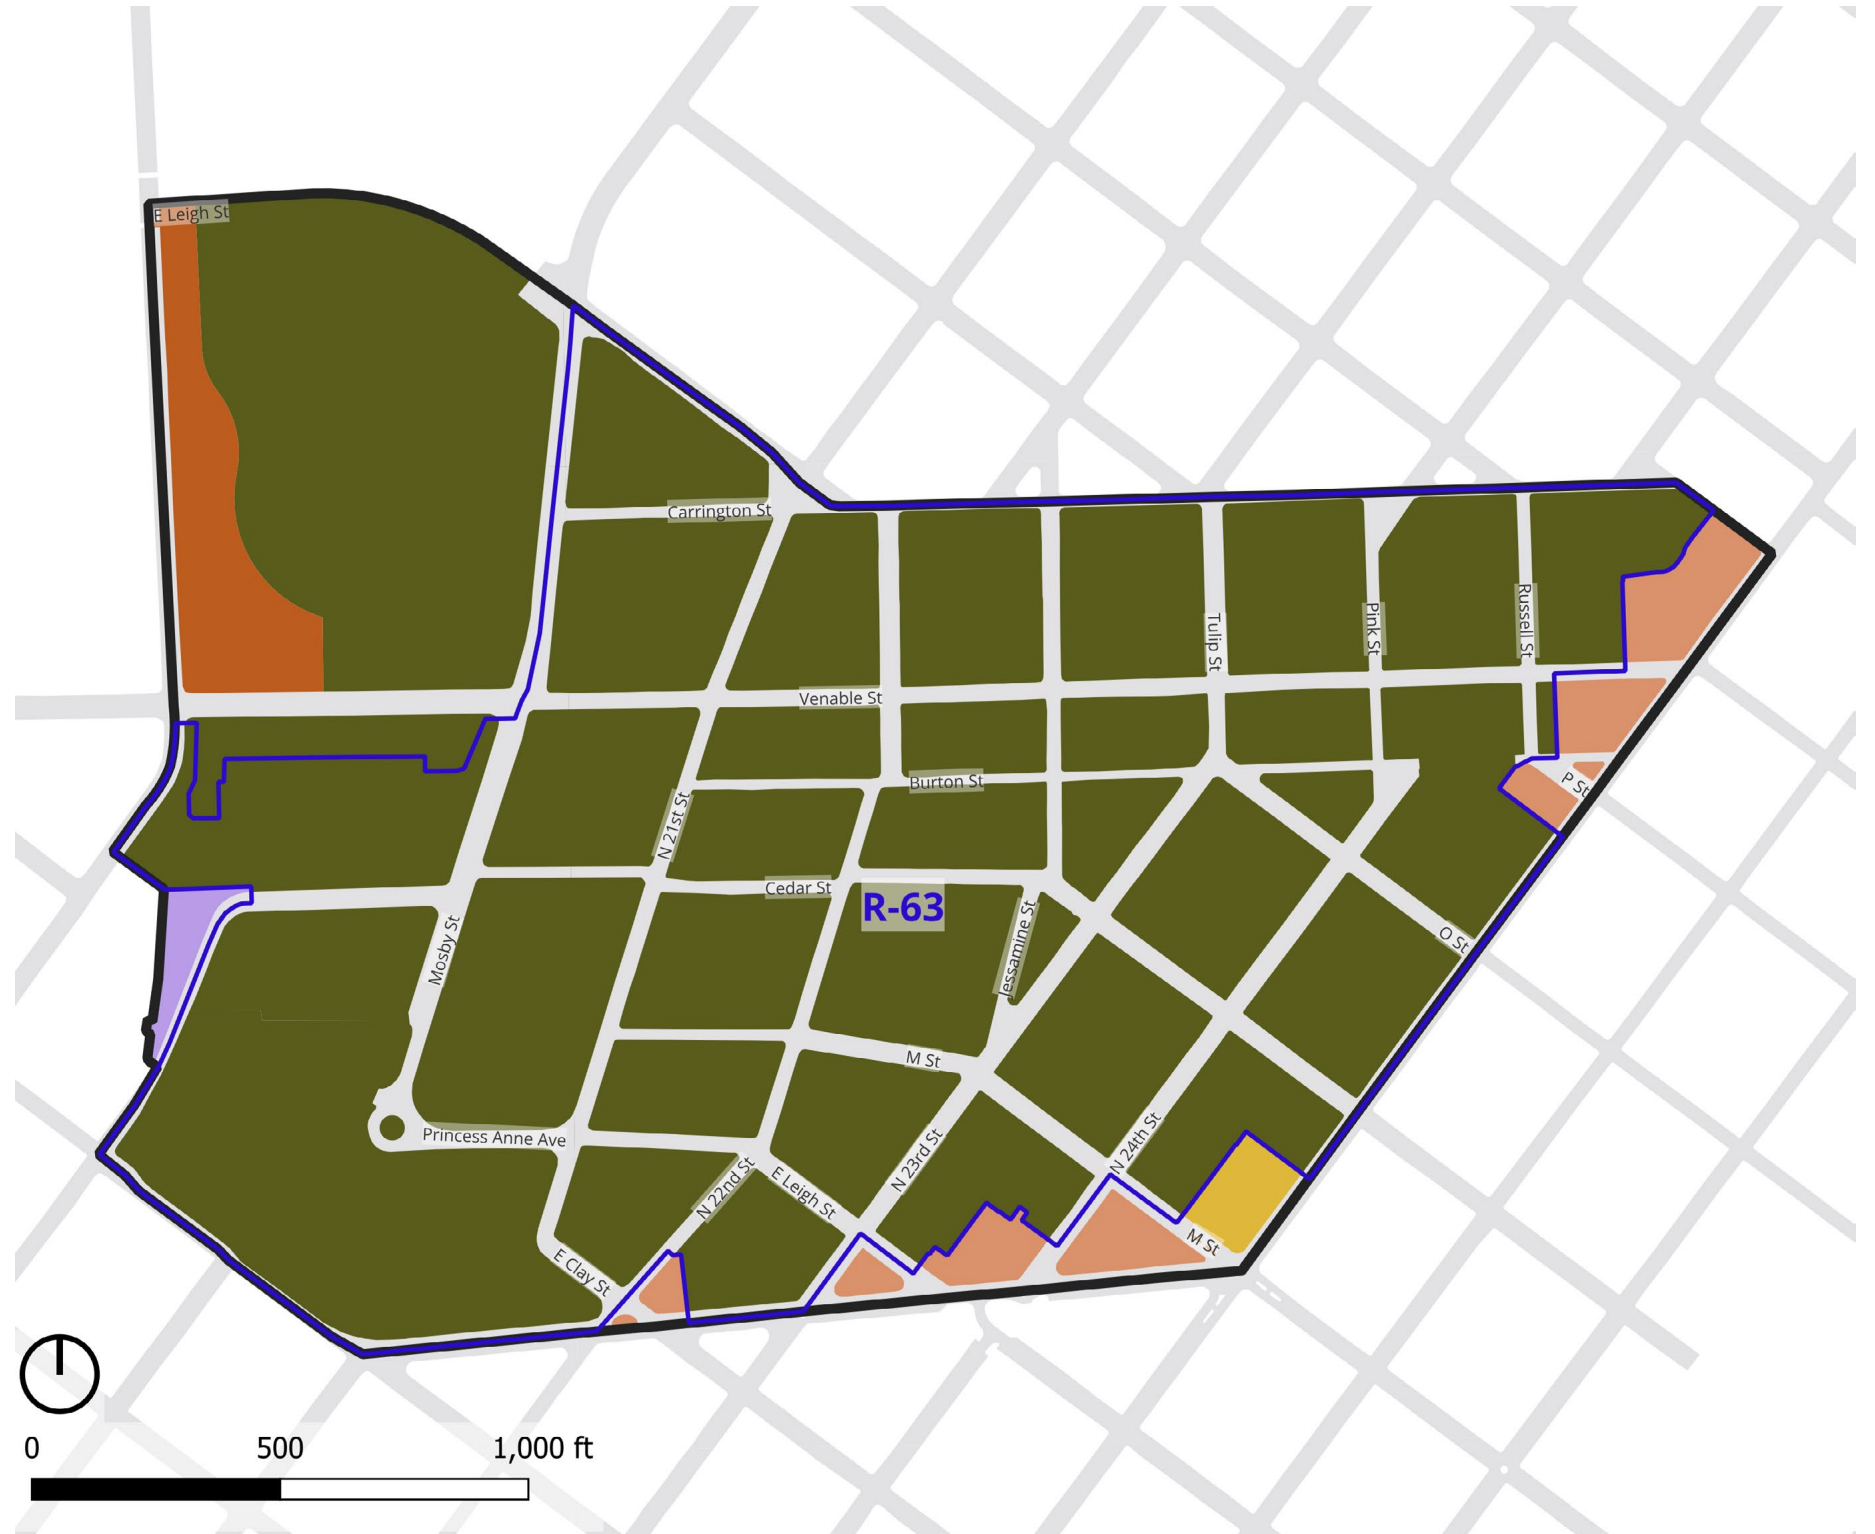 E Leigh St
Carrington St
Tulip St
Pink St
Russell St
Venable St
Burton St
P St
N 21st St
Cedar St
R-63
Jessamine St
O St
Mosby St
M St
Princess Anne Ave
N 24th St
N 23rd St
N 22nd St
E Leigh St
M St
E Clay St
0 500 1,000 ft